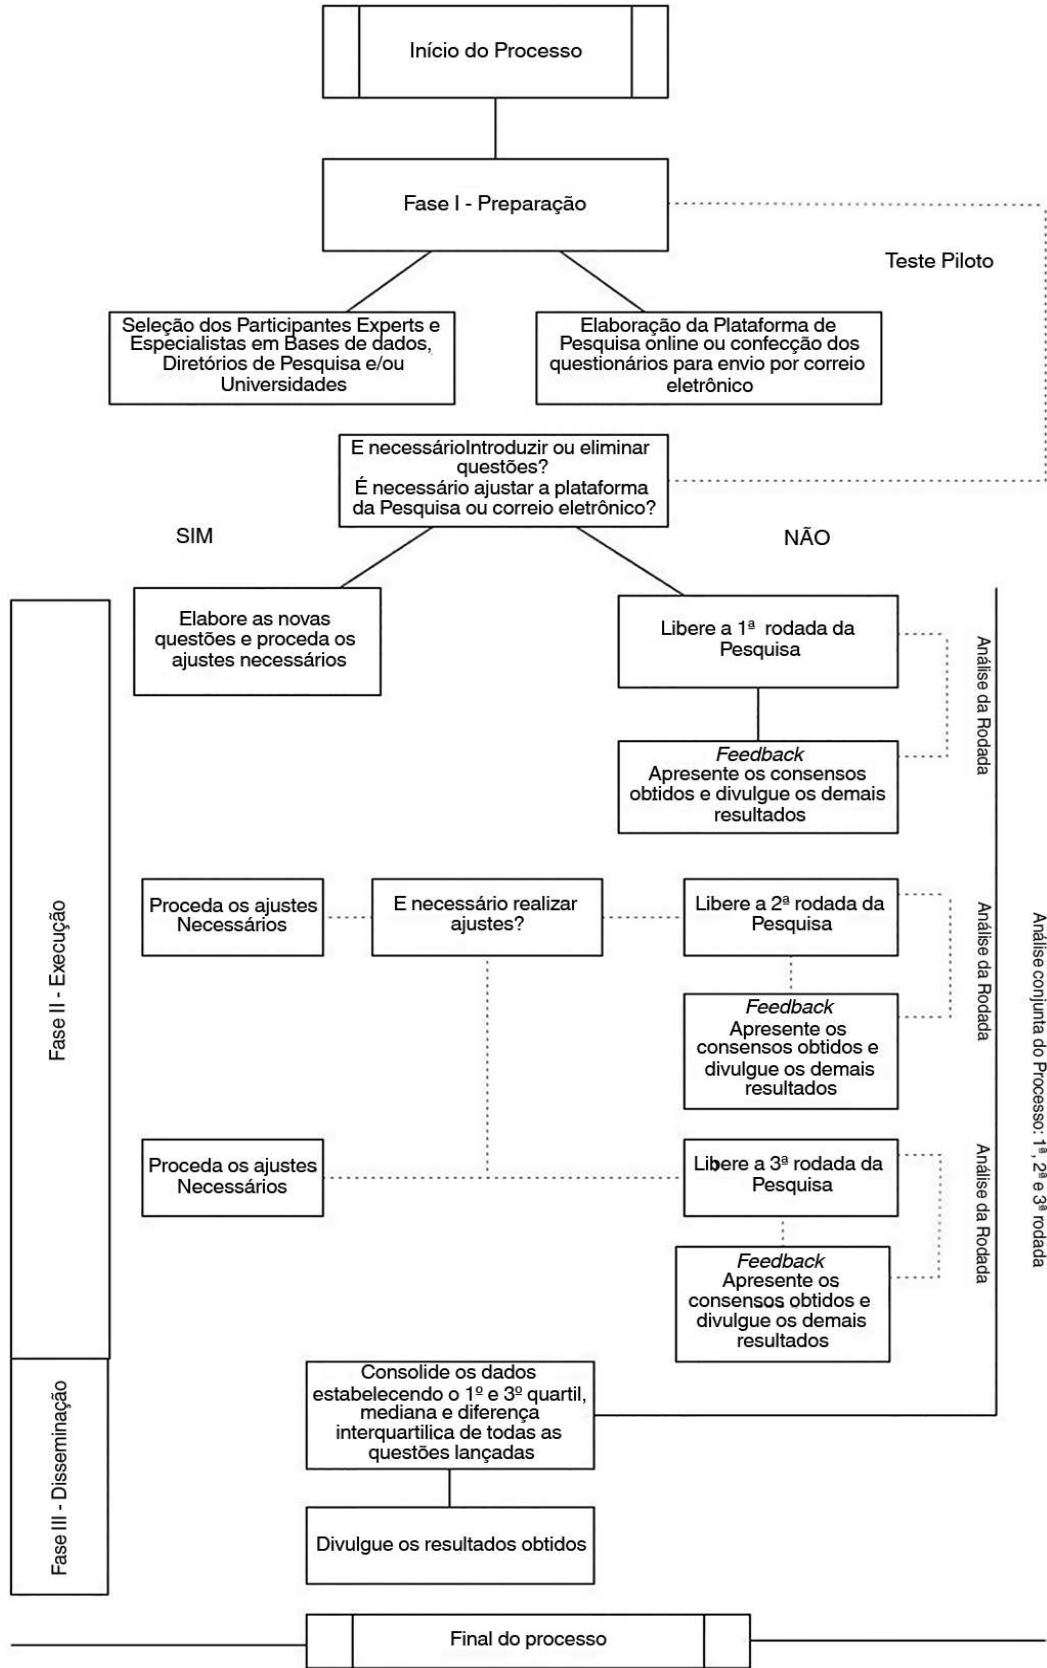 Início do Processo
Fase I - Preparação
Teste Piloto
Seleção dos Participantes Experts e
Especialistas em Bases de dados,
Diretórios de Pesquisa e/ou
Universidades
Elaboração da Plataforma de
Pesquisa online ou confecção dos
questionários para envio por correio
eletrônico
E necessárioIntroduzir ou eliminar
questões?
É necessário ajustar a plataforma
da Pesquisa ou correio eletrônico?
SIM
NÃO
Fase II - Execução
Elabore as novas
questões e proceda os
ajustes necessários
Libere a 1ª rodada da
Pesquisa
Análise da Rodada
Feedback
Apresente os consensos
obtidos e divulgue os demais
resultados
Proceda os ajustes
Necessários
E necessário realizar
ajustes?
Libere a 2ª rodada da
Pesquisa
Análise da Rodada
Análise conjunta do Processo: 1ª, 2ª e 3ª rodada
Feedback
Apresente os
consensos obtidos e
divulgue os demais
resultados
Proceda os ajustes
Necessários
Libere a 3ª rodada da
Pesquisa
Análise da Rodada
Feedback
Apresente os
consensos obtidos e
divulgue os demais
resultados
Fase III - Disseminação
Consolide os dados
estabelecendo o 1º e 3º quartil,
mediana e diferença
interquartilica de todas as
questões lançadas
Divulgue os resultados obtidos
Final do processo